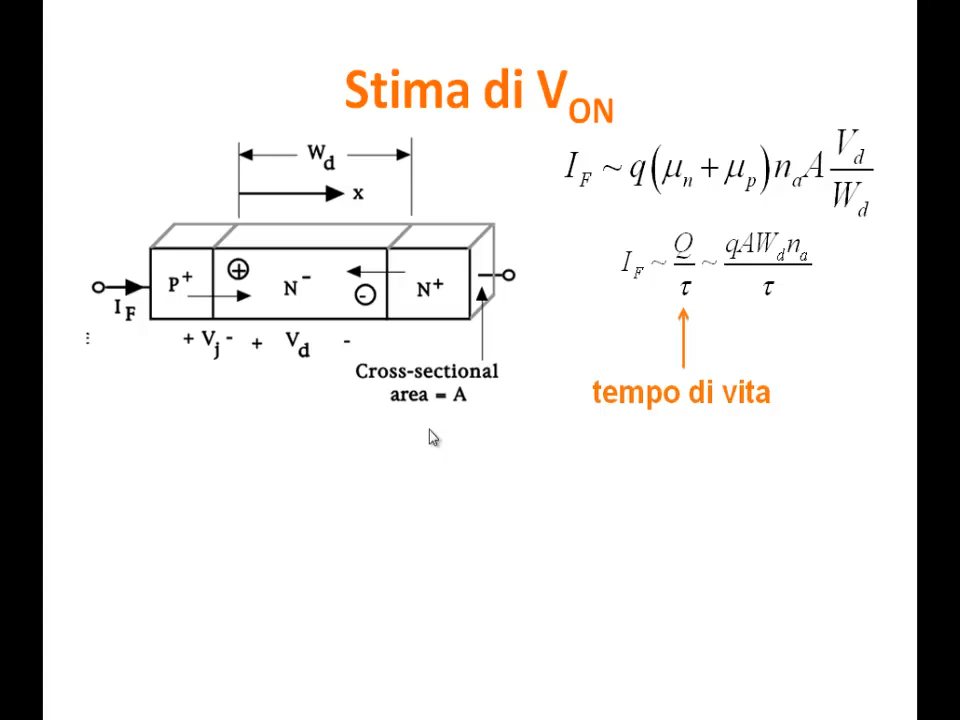 Stima di V_ON
W_d
x
I_F ~ q(μ_n + μ_p) n_a A V_d / W_d
I_F ~ Q / τ ~ qAW_d n_a / τ
P+ ⊕ N- ⊖ N+
I_F
⋮ + V_j - + V_d -
Cross-sectional
area = A
tempo di vita